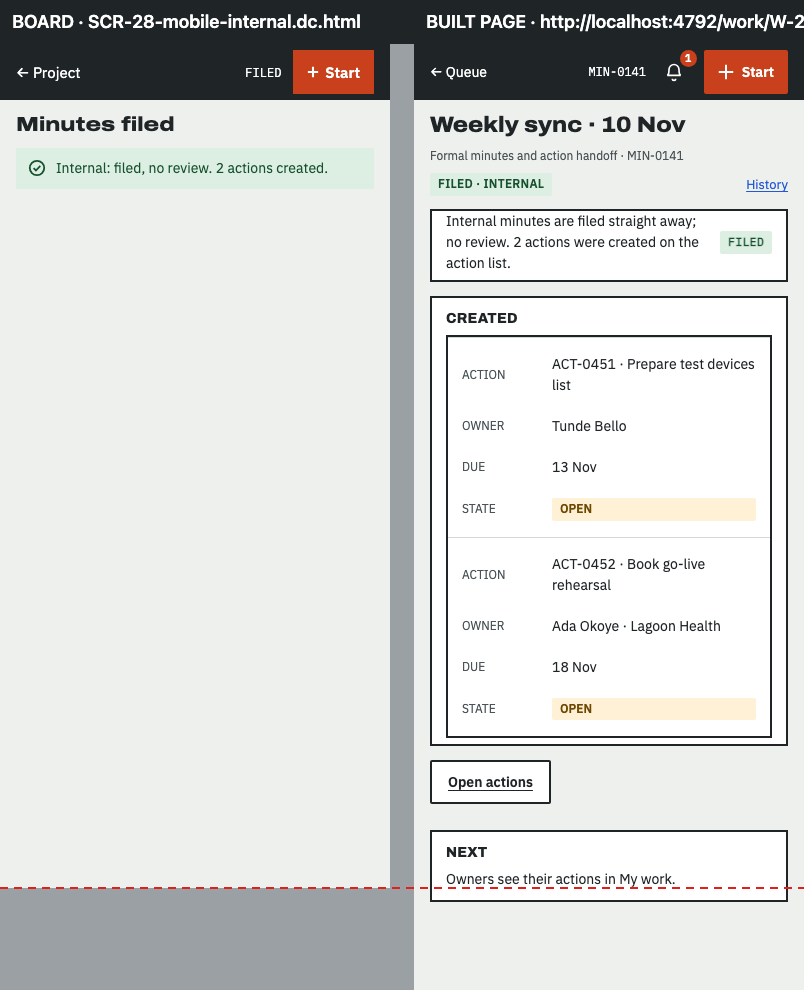 BOARD · SCR-28-mobile-internal.dc.html
← Project
FILED
+ Start
Minutes filed
Internal: filed, no review. 2 actions created.
BUILT PAGE · http://localhost:4792/work/W-2
← Queue
MIN-0141
1
+ Start
Weekly sync · 10 Nov
Formal minutes and action handoff · MIN-0141
FILED · INTERNAL
History
Internal minutes are filed straight away;
no review. 2 actions were created on the
action list.
FILED
CREATED
ACTION
ACT-0451 · Prepare test devices
list
OWNER
Tunde Bello
DUE
13 Nov
STATE
OPEN
ACTION
ACT-0452 · Book go-live
rehearsal
OWNER
Ada Okoye · Lagoon Health
DUE
18 Nov
STATE
OPEN
Open actions
NEXT
Owners see their actions in My work.